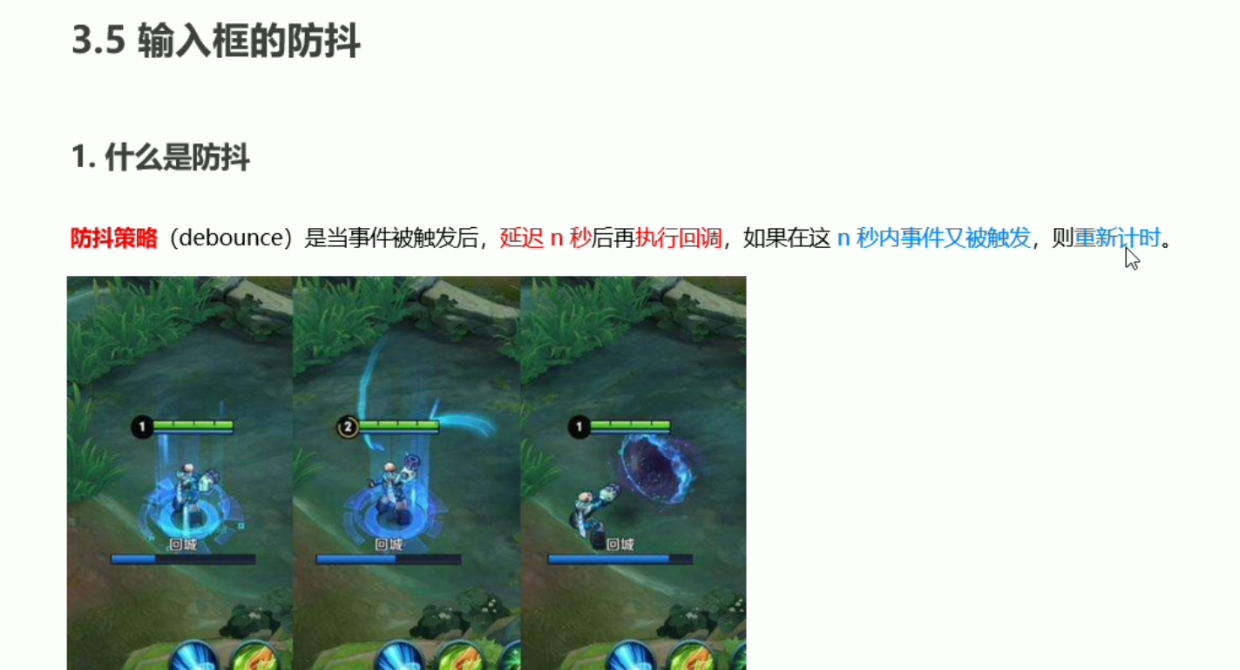 3.5 输入框的防抖
1. 什么是防抖
防抖策略（debounce）是当事件被触发后，延迟 n 秒后再执行回调，如果在这 n 秒内事件又被触发，则重新计时。
1
2
1
回城
回城
回城